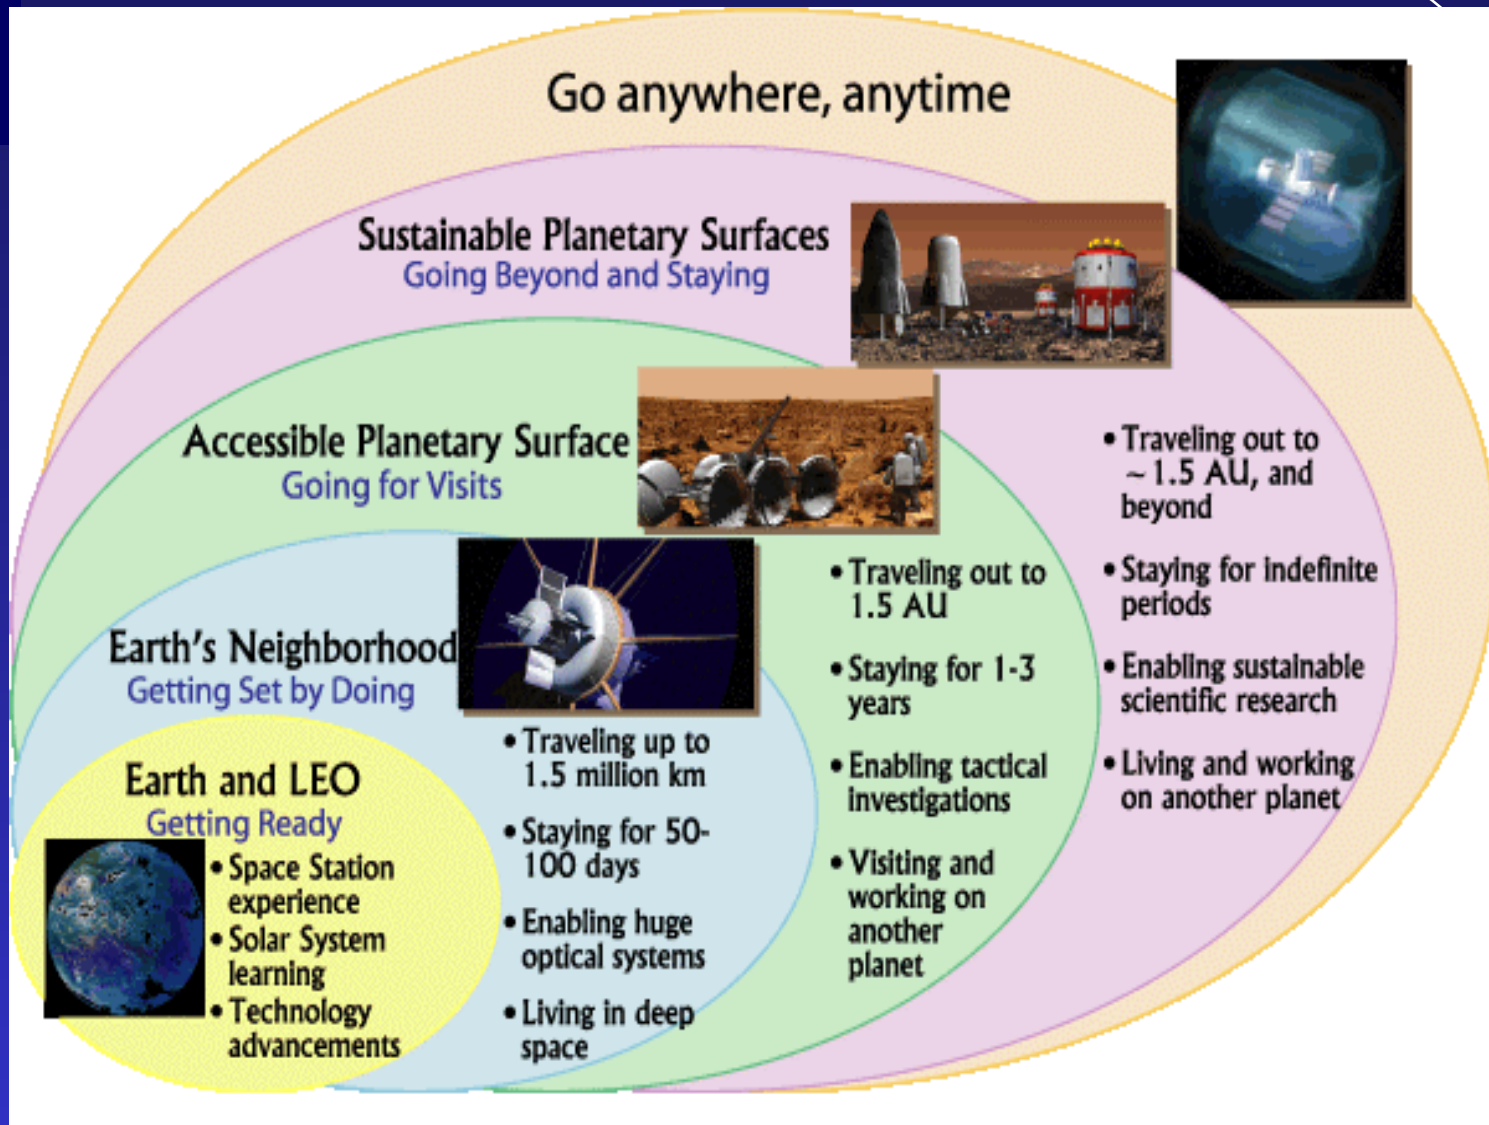 Go anywhere, anytime
Sustainable Planetary Surfaces
Going Beyond and Staying
• Traveling out to
~ 1.5 AU, and
beyond
• Staying for indefinite
periods
• Enabling sustainable
scientific research
• Living and working
on another planet
Accessible Planetary Surface
Going for Visits
• Traveling out to
1.5 AU
• Staying for 1-3
years
• Enabling tactical
investigations
• Visiting and
working on
another
planet
Earth's Neighborhood
Getting Set by Doing
• Traveling up to
1.5 million km
• Staying for 50-
100 days
• Enabling huge
optical systems
• Living in deep
space
Earth and LEO
Getting Ready
• Space Station
experience
• Solar System
learning
• Technology
advancements